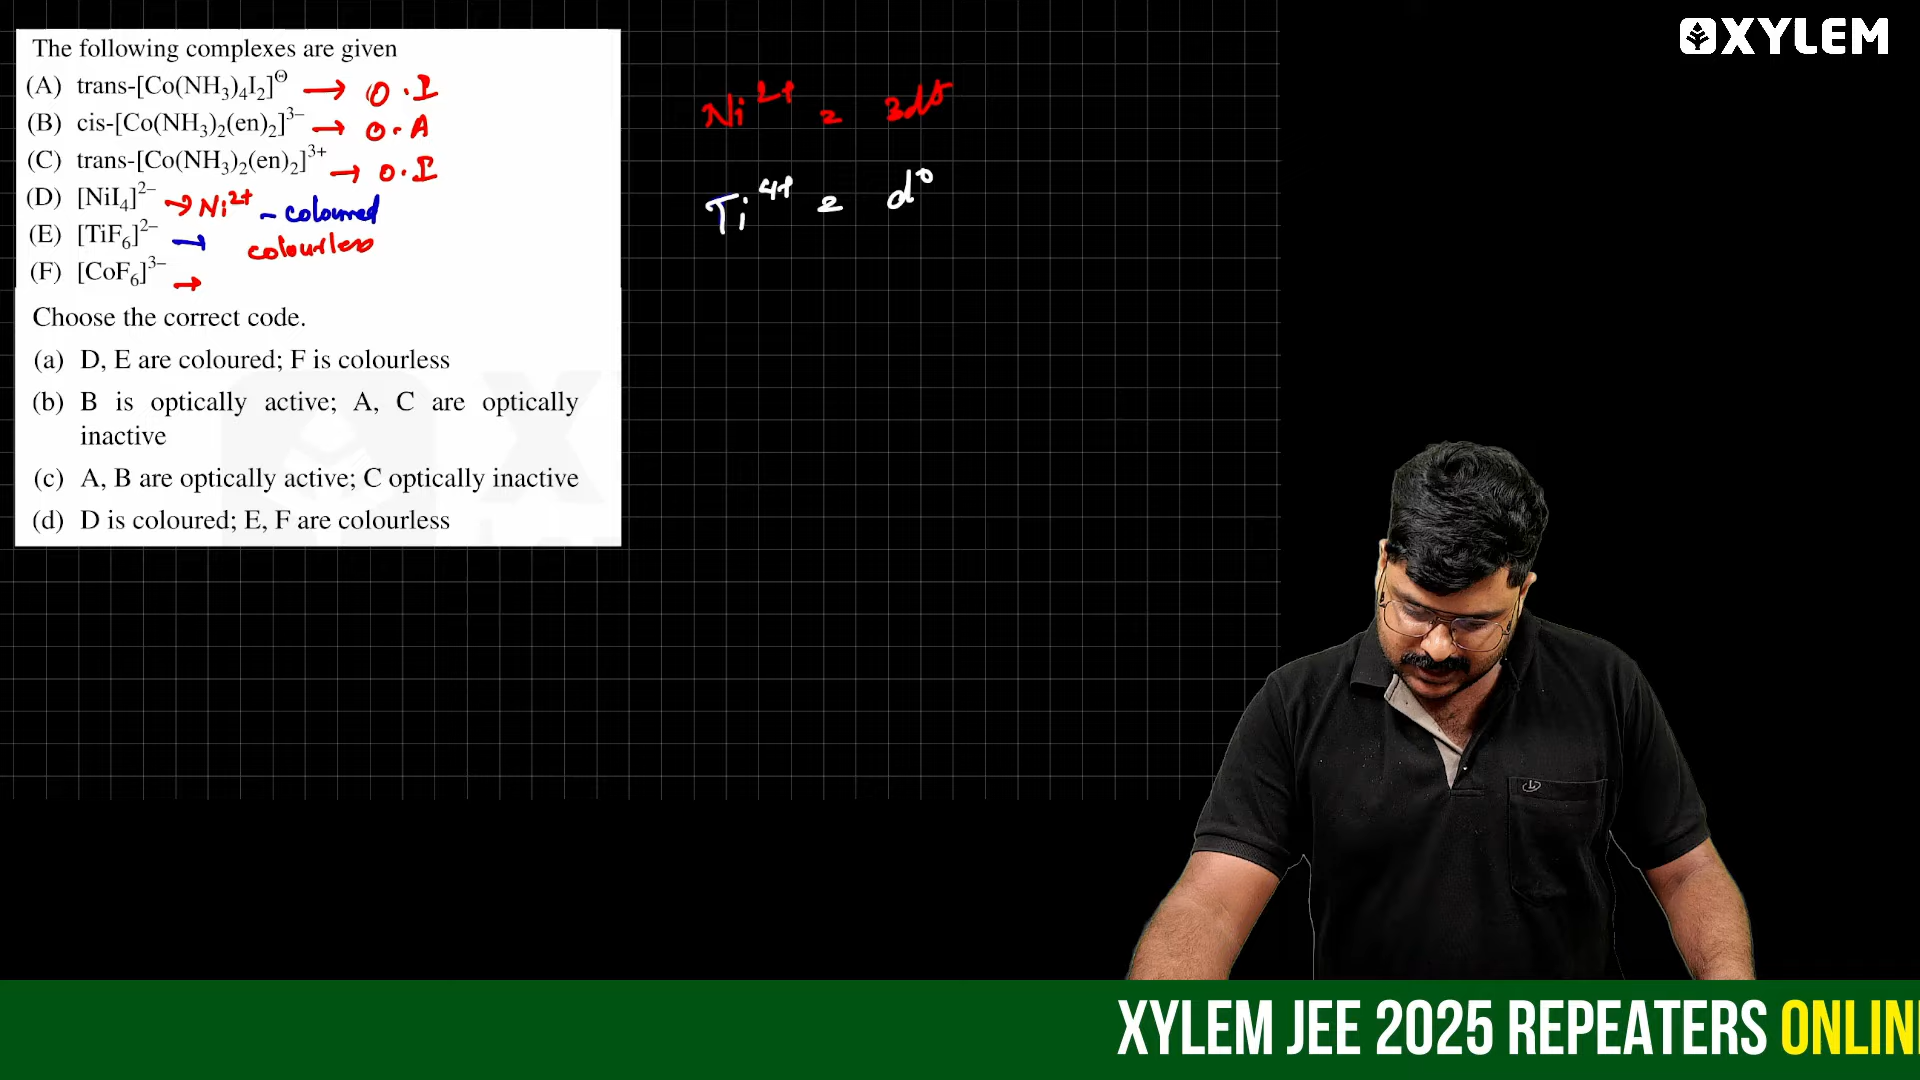 XYLEM
The following complexes are given
(A) trans-[Co(NH₃)₄I₂]^Θ → O.I
(B) cis-[Co(NH₃)₂(en)₂]³⁻ → O.A
(C) trans-[Co(NH₃)₂(en)₂]³⁺ → O.I
(D) [NiI₄]²⁻ → Ni²⁺ - coloured
(E) [TiF₆]²⁻ → colourless
(F) [CoF₆]³⁻ →
Choose the correct code.
(a) D, E are coloured; F is colourless
(b) B is optically active; A, C are optically
inactive
(c) A, B are optically active; C optically inactive
(d) D is coloured; E, F are colourless
Ni²⁺ = 3d⁸
Ti⁴⁺ = d⁰
XYLEM JEE 2025 REPEATERS ONLIN